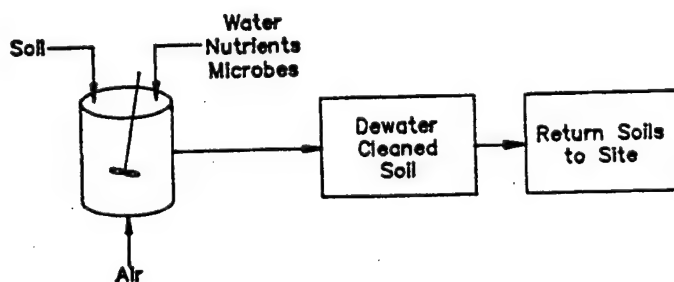 Soil
Water
Nutrients
Microbes
Dewater
Cleaned
Soil
Return Soils
to Site
Air